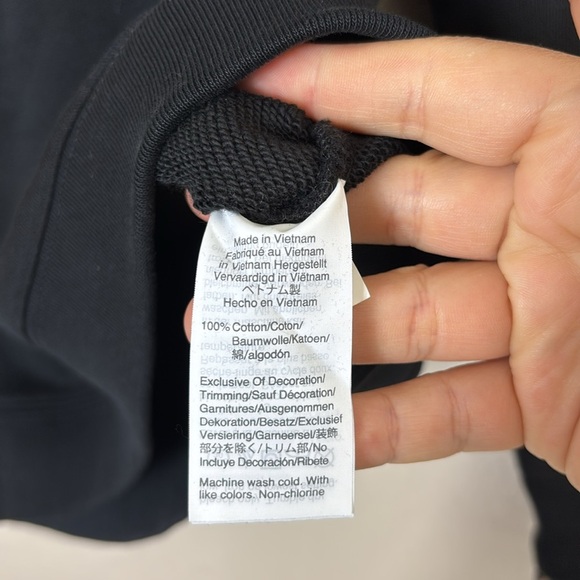 Made in Vietnam
Fabriqué au Vietnam
in Vietnam Hergestellt
Vervaardigd in Vietnam
ベトナム製
Hecho en Vietnam
100% Cotton/Coton/
Baumwolle/Katoen/
綿/algodón
Exclusive Of Decoration/
Trimming/Sauf Décoration/
Garnitures/Ausgenommen
Dekoration/Besatz/Exclusief
Versiering/Garneersel/装飾
部分を除く/トリム部/No
Incluye Decoración/Ribete
Machine wash cold. With
like colors. Non-chlorine